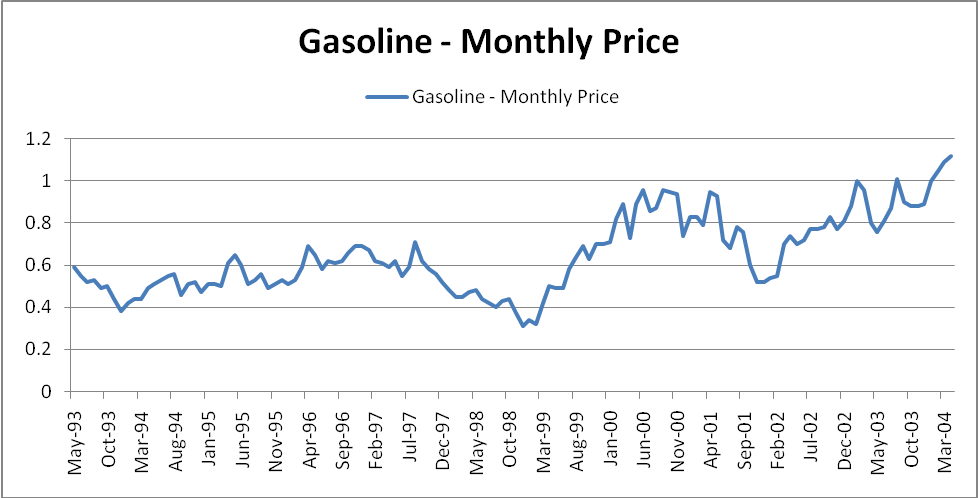 Gasoline - Monthly Price
Gasoline - Monthly Price
1.2
1
0.8
0.6
0.4
0.2
0
May-93
Oct-93
Mar-94
Aug-94
Jan-95
Jun-95
Nov-95
Apr-96
Sep-96
Feb-97
Jul-97
Dec-97
May-98
Oct-98
Mar-99
Aug-99
Jan-00
Jun-00
Nov-00
Apr-01
Sep-01
Feb-02
Jul-02
Dec-02
May-03
Oct-03
Mar-04